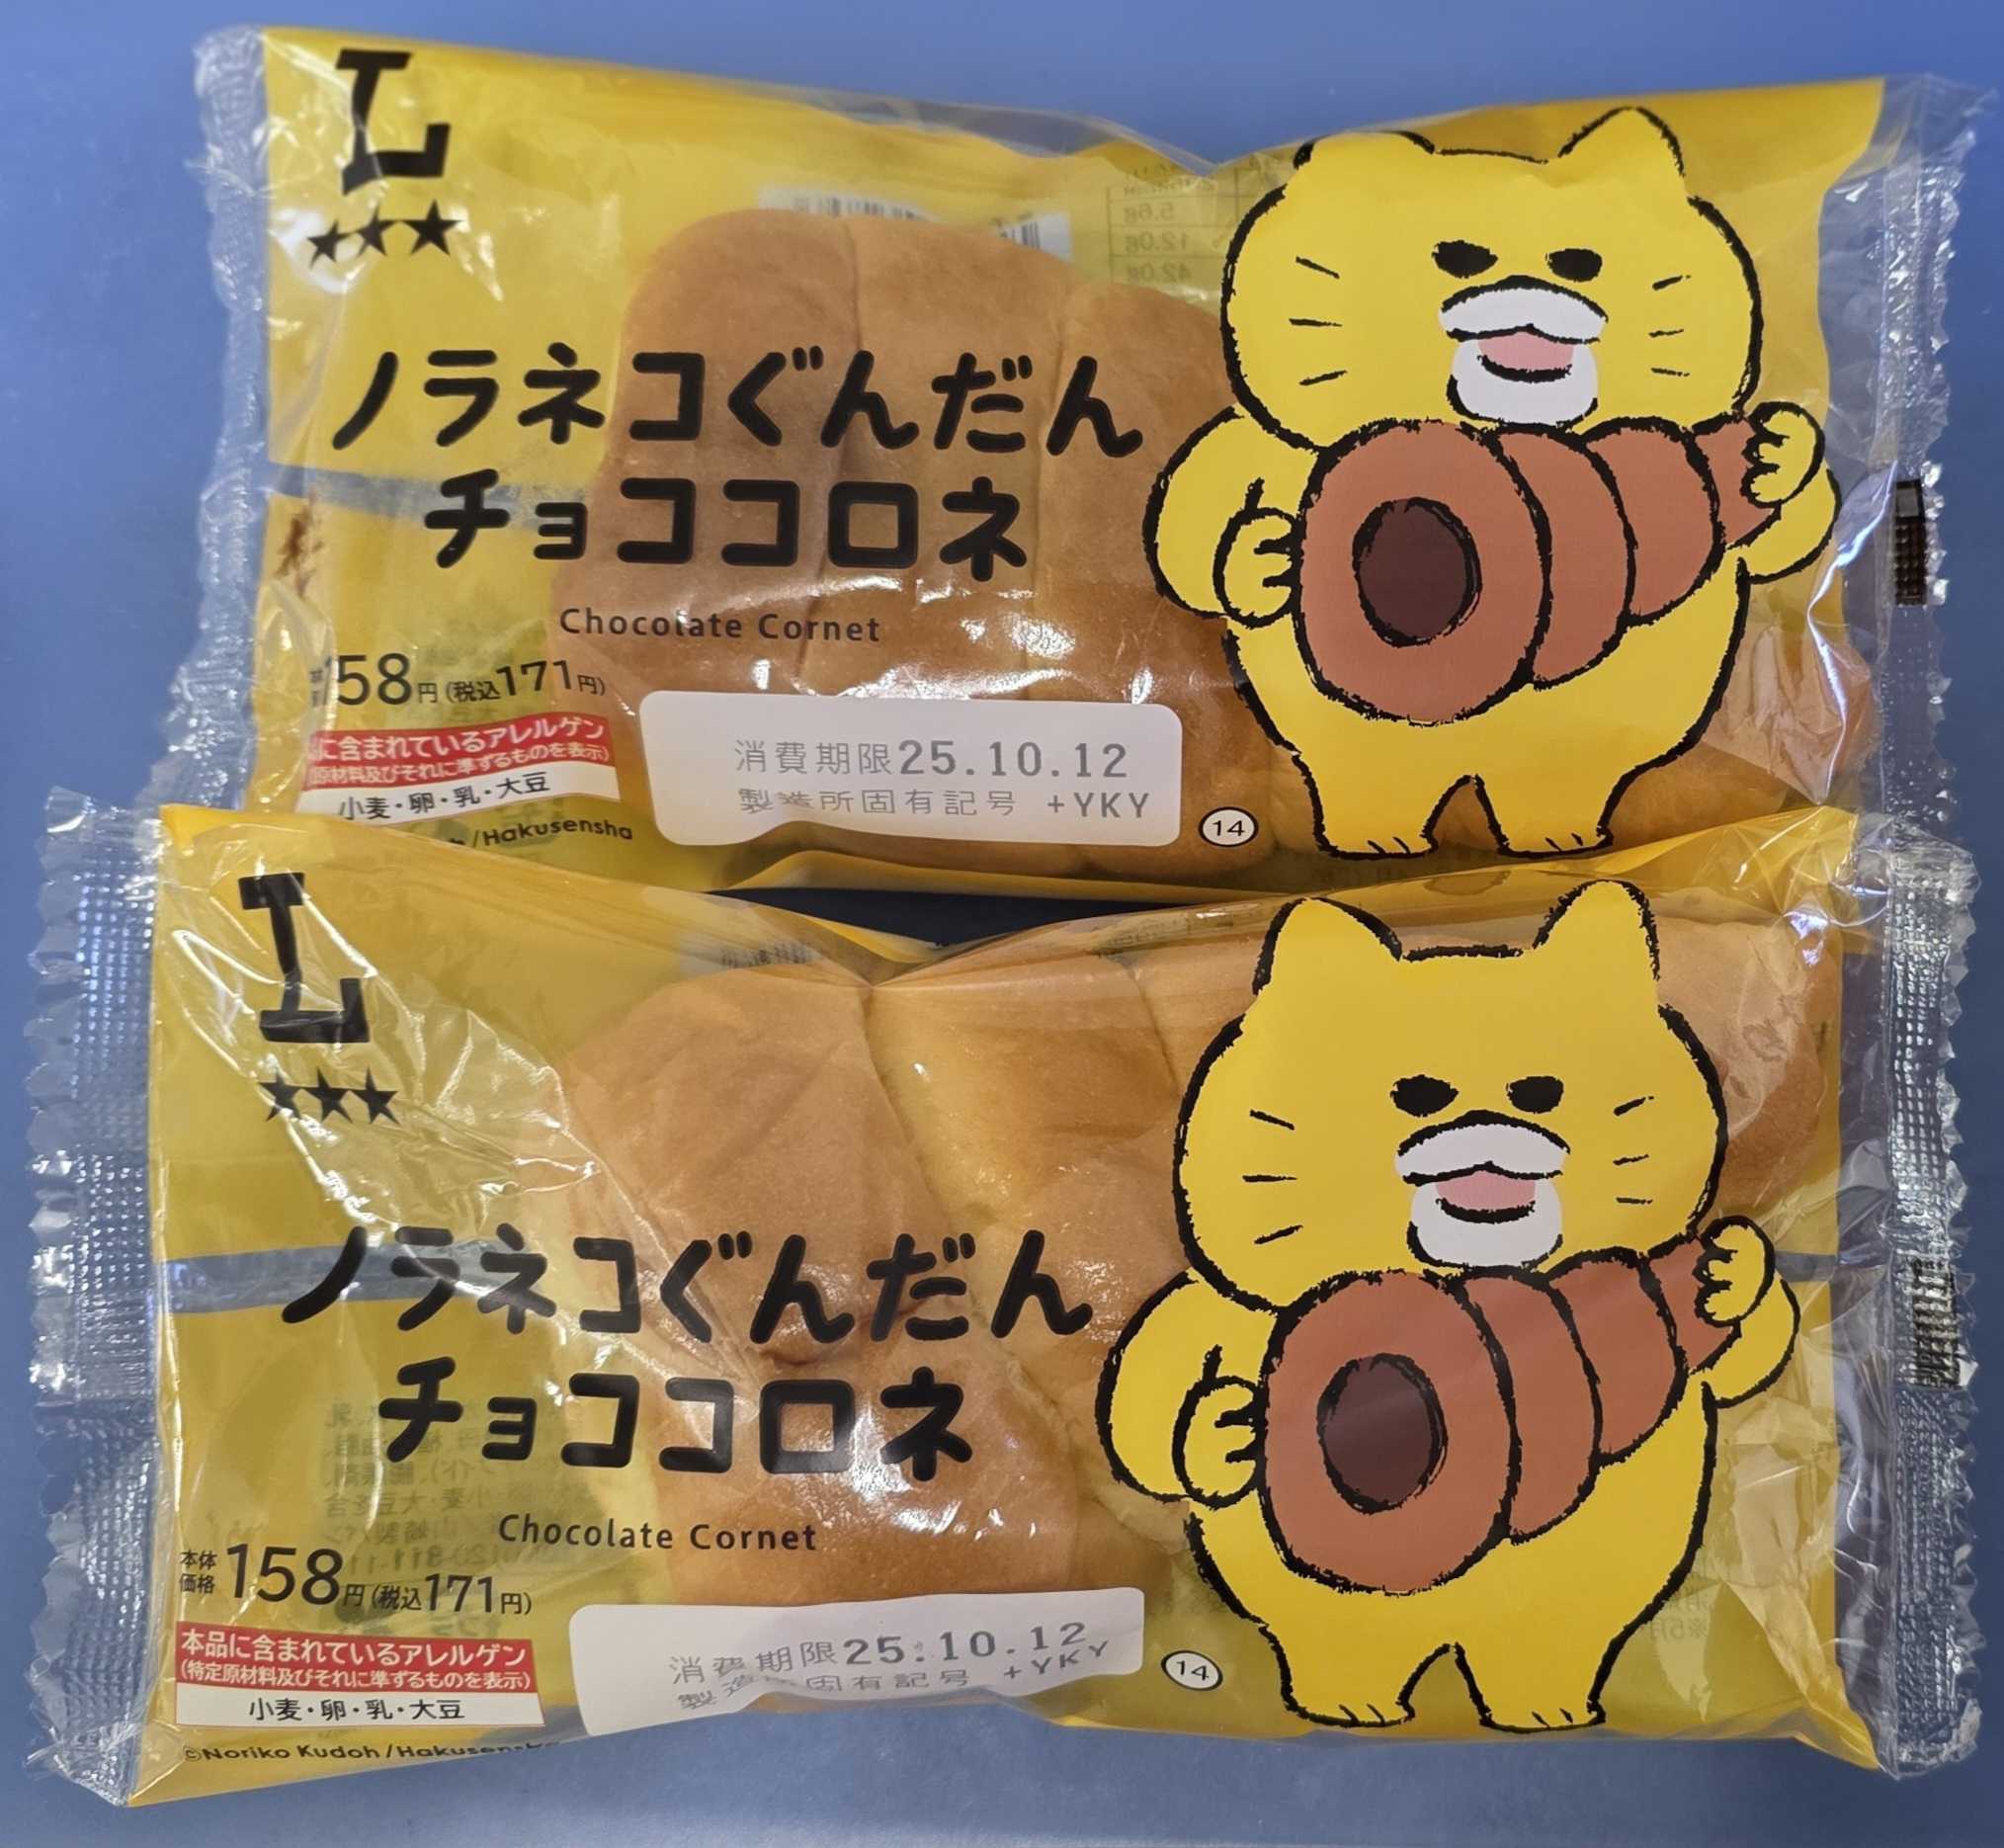 L
★★★
ノラネコぐんだん
チョココロネ
Chocolate Cornet
158円(税込171円)
に含まれているアレルゲン
原材料及びそれに準ずるものを表示)
小麦・卵・乳・大豆
/Hakusensha
消費期限25.10.12
製造所固有記号 +YKY
14
L
★★★
ノラネコぐんだん
チョココロネ
Chocolate Cornet
本体価格158円(税込171円)
本品に含まれているアレルゲン
(特定原材料及びそれに準ずるものを表示)
小麦・卵・乳・大豆
©Noriko Kudoh/Hakusensha
消費期限25.10.12
製造所固有記号 +YKY
14